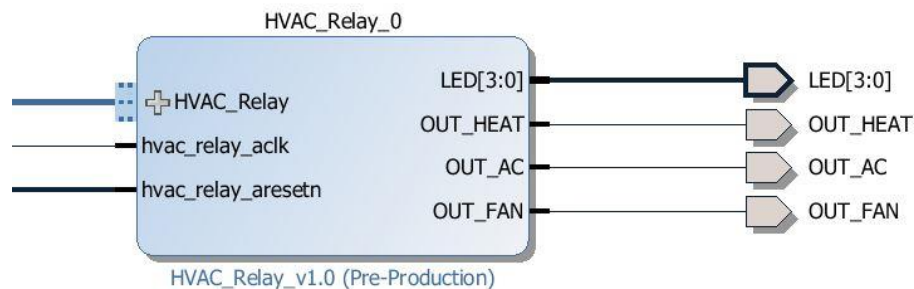 HVAC_Relay_0
LED[3:0] LED[3:0]
HVAC_Relay
OUT_HEAT OUT_HEAT
hvac_relay_aclk
OUT_AC OUT_AC
hvac_relay_aresetn
OUT_FAN OUT_FAN
HVAC_Relay_v1.0 (Pre-Production)